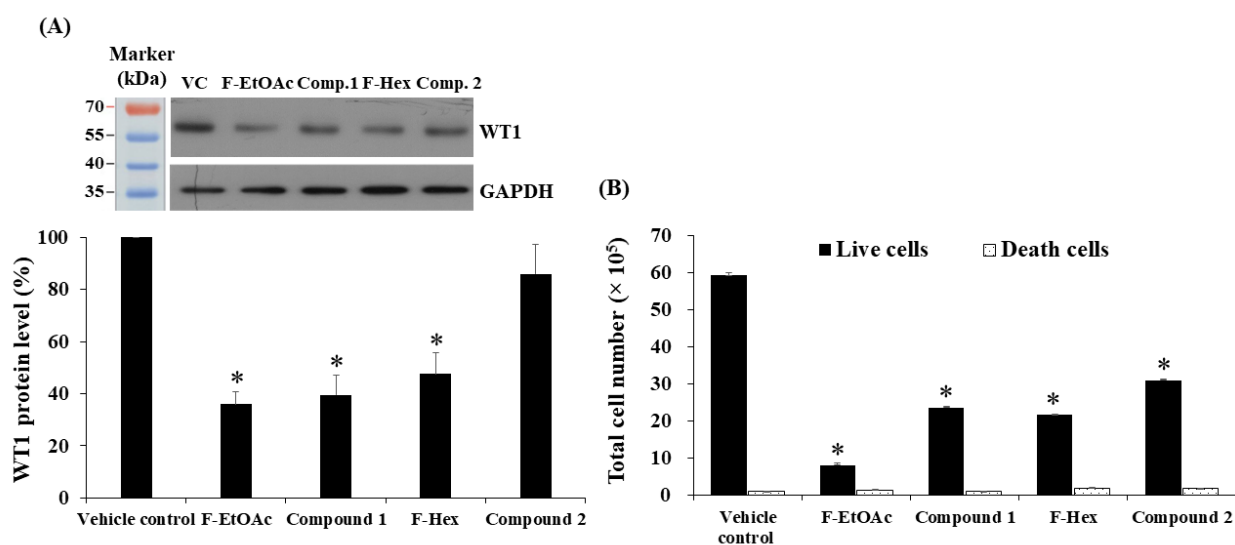 (A)
Marker
(kDa)
VC F-EtOAc Comp.1 F-Hex Comp. 2
70
55
40
35
WT1
GAPDH
WT1 protein level (%)
100
80
60
40
20
0
* * *
Vehicle control F-EtOAc Compound 1 F-Hex Compound 2
(B)
Total cell number (× 10⁵)
70
60
50
40
30
20
10
0
Live cells Death cells
* * * *
Vehicle
control F-EtOAc Compound 1 F-Hex Compound 2